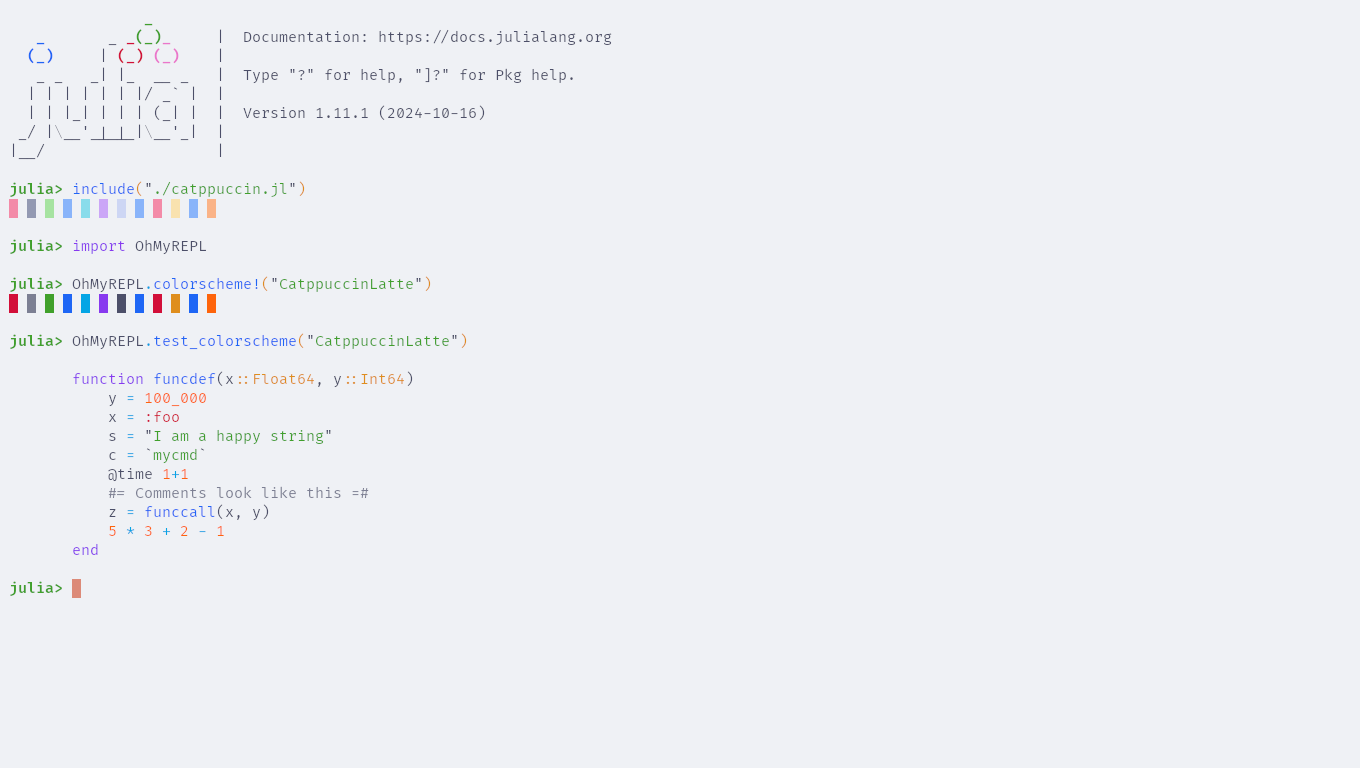 _
   _       _ _(_)_     |  Documentation: https://docs.julialang.org
  (_)     | (_) (_)    |
   _ _   _| |_  __ _   |  Type "?" for help, "]?" for Pkg help.
  | | | | | | |/ _` |  |
  | | |_| | | | (_| |  |  Version 1.11.1 (2024-10-16)
 _/ |\__'_|_|_|\__'_|  |
|__/                   |

julia> include("./catppuccin.jl")
julia> import OhMyREPL
julia> OhMyREPL.colorscheme!("CatppuccinLatte")
julia> OhMyREPL.test_colorscheme("CatppuccinLatte")

       function funcdef(x::Float64, y::Int64)
           y = 100_000
           x = :foo
           s = "I am a happy string"
           c = `mycmd`
           @time 1+1
           #= Comments look like this =#
           z = funccall(x, y)
           5 * 3 + 2 - 1
       end

julia>